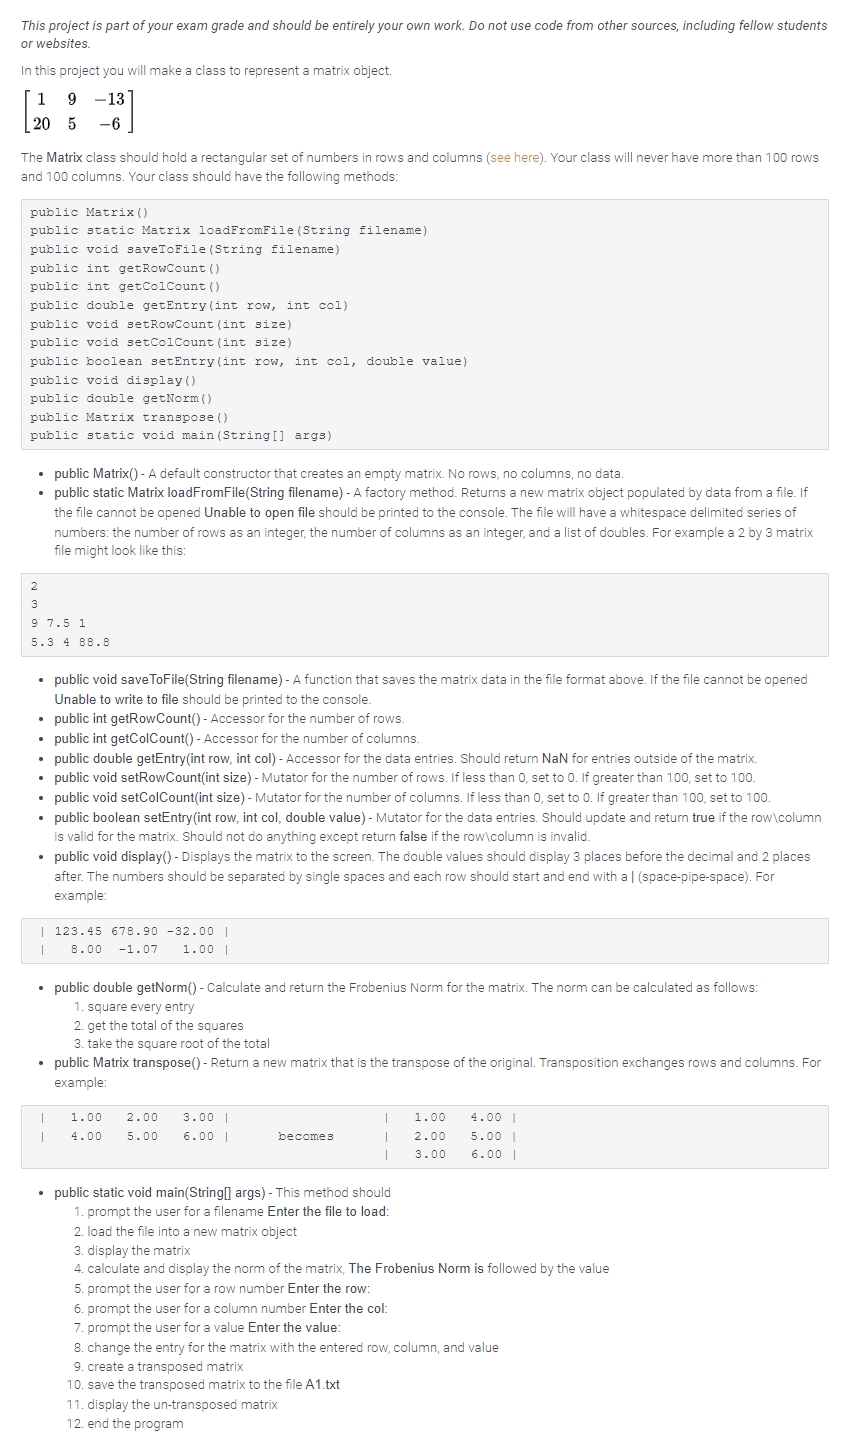 This project is part of your exam grade and should be entirely your own work. Do not use code from other sources, including fellow students
or websites.
In this project you will make a class to represent a matrix object.
1 9 −13
20 5 −6
The Matrix class should hold a rectangular set of numbers in rows and columns (see here). Your class will never have more than 100 rows
and 100 columns. Your class should have the following methods:
public Matrix()
public static Matrix loadFromFile(String filename)
public void saveToFile(String filename)
public int getRowCount()
public int getColCount()
public double getEntry(int row, int col)
public void setRowCount(int size)
public void setColCount(int size)
public boolean setEntry(int row, int col, double value)
public void display()
public double getNorm()
public Matrix transpose()
public static void main(String[] args)
• public Matrix() - A default constructor that creates an empty matrix. No rows, no columns, no data.
• public static Matrix loadFromFile(String filename) - A factory method. Returns a new matrix object populated by data from a file. If
the file cannot be opened Unable to open file should be printed to the console. The file will have a whitespace delimited series of
numbers: the number of rows as an integer, the number of columns as an integer, and a list of doubles. For example a 2 by 3 matrix
file might look like this:
2
3
9 7.5 1
5.3 4 88.8
• public void saveToFile(String filename) - A function that saves the matrix data in the file format above. If the file cannot be opened
Unable to write to file should be printed to the console.
• public int getRowCount() - Accessor for the number of rows.
• public int getColCount() - Accessor for the number of columns.
• public double getEntry(int row, int col) - Accessor for the data entries. Should return NaN for entries outside of the matrix.
• public void setRowCount(int size) - Mutator for the number of rows. If less than 0, set to 0. If greater than 100, set to 100.
• public void setColCount(int size) - Mutator for the number of columns. If less than 0, set to 0. If greater than 100, set to 100.
• public boolean setEntry(int row, int col, double value) - Mutator for the data entries. Should update and return true if the row\column
is valid for the matrix. Should not do anything except return false if the row\column is invalid.
• public void display() - Displays the matrix to the screen. The double values should display 3 places before the decimal and 2 places
after. The numbers should be separated by single spaces and each row should start and end with a | (space-pipe-space). For
example:
| 123.45 678.90 -32.00 |
|   8.00  -1.07   1.00 |
• public double getNorm() - Calculate and return the Frobenius Norm for the matrix. The norm can be calculated as follows:
1. square every entry
2. get the total of the squares
3. take the square root of the total
• public Matrix transpose() - Return a new matrix that is the transpose of the original. Transposition exchanges rows and columns. For
example:
|   1.00   2.00   3.00 |                    |   1.00   4.00 |
|   4.00   5.00   6.00 |      becomes       |   2.00   5.00 |
|   3.00   6.00 |
• public static void main(String[] args) - This method should
1. prompt the user for a filename Enter the file to load:
2. load the file into a new matrix object
3. display the matrix
4. calculate and display the norm of the matrix, The Frobenius Norm is followed by the value
5. prompt the user for a row number Enter the row:
6. prompt the user for a column number Enter the col:
7. prompt the user for a value Enter the value:
8. change the entry for the matrix with the entered row, column, and value
9. create a transposed matrix
10. save the transposed matrix to the file A1.txt
11. display the un-transposed matrix
12. end the program